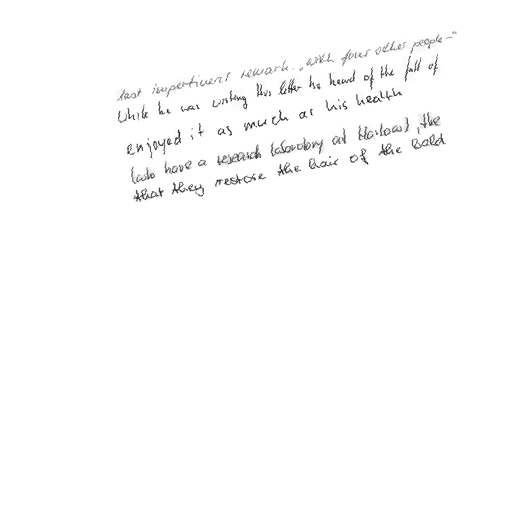 last impertinent remark. "with four other people-"
While he was writing this letter he heard of the fall of
enjoyed it as much as his health
(who have a research laboratory at Harlow), the
that they restore the hair of the bald